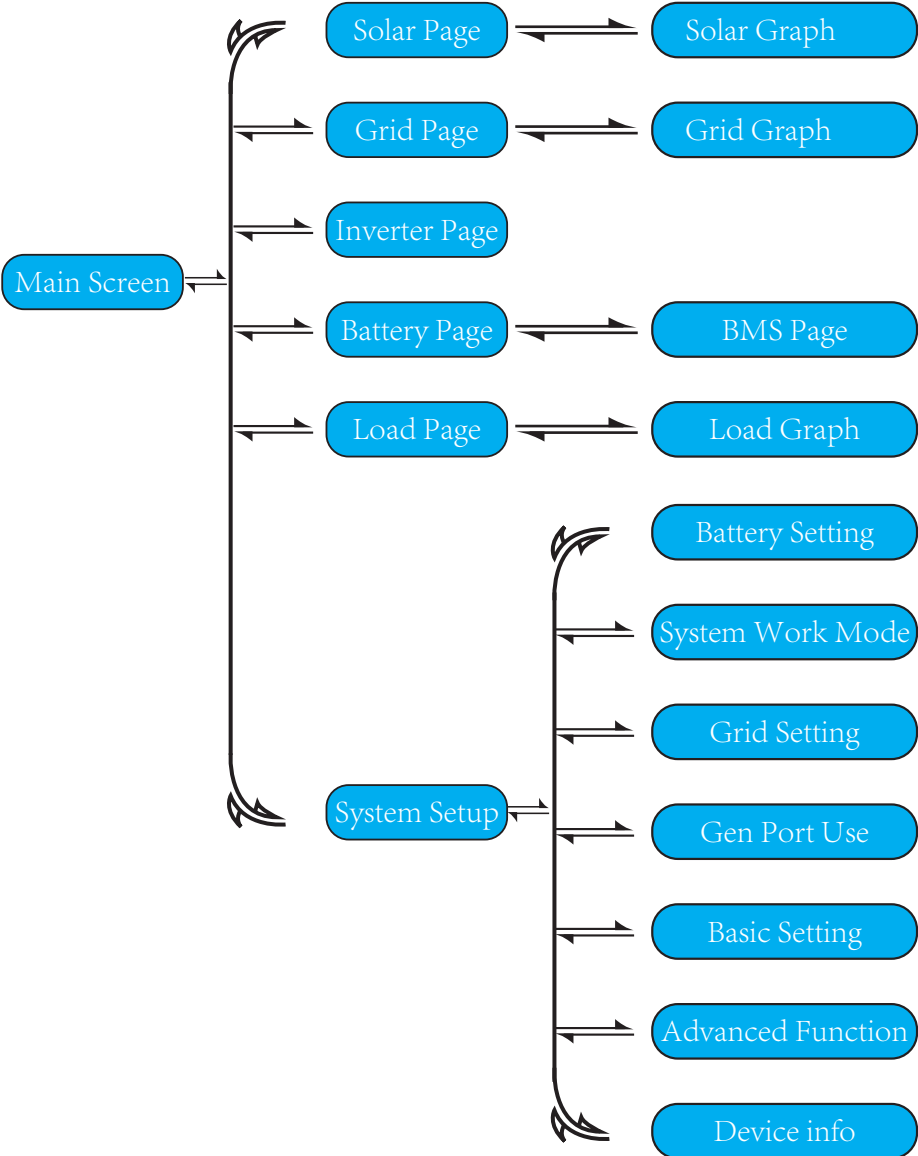 Solar Page
Solar Graph
Grid Page
Grid Graph
Inverter Page
Main Screen
Battery Page
BMS Page
Load Page
Load Graph
Battery Setting
System Work Mode
Grid Setting
System Setup
Gen Port Use
Basic Setting
Advanced Function
Device info